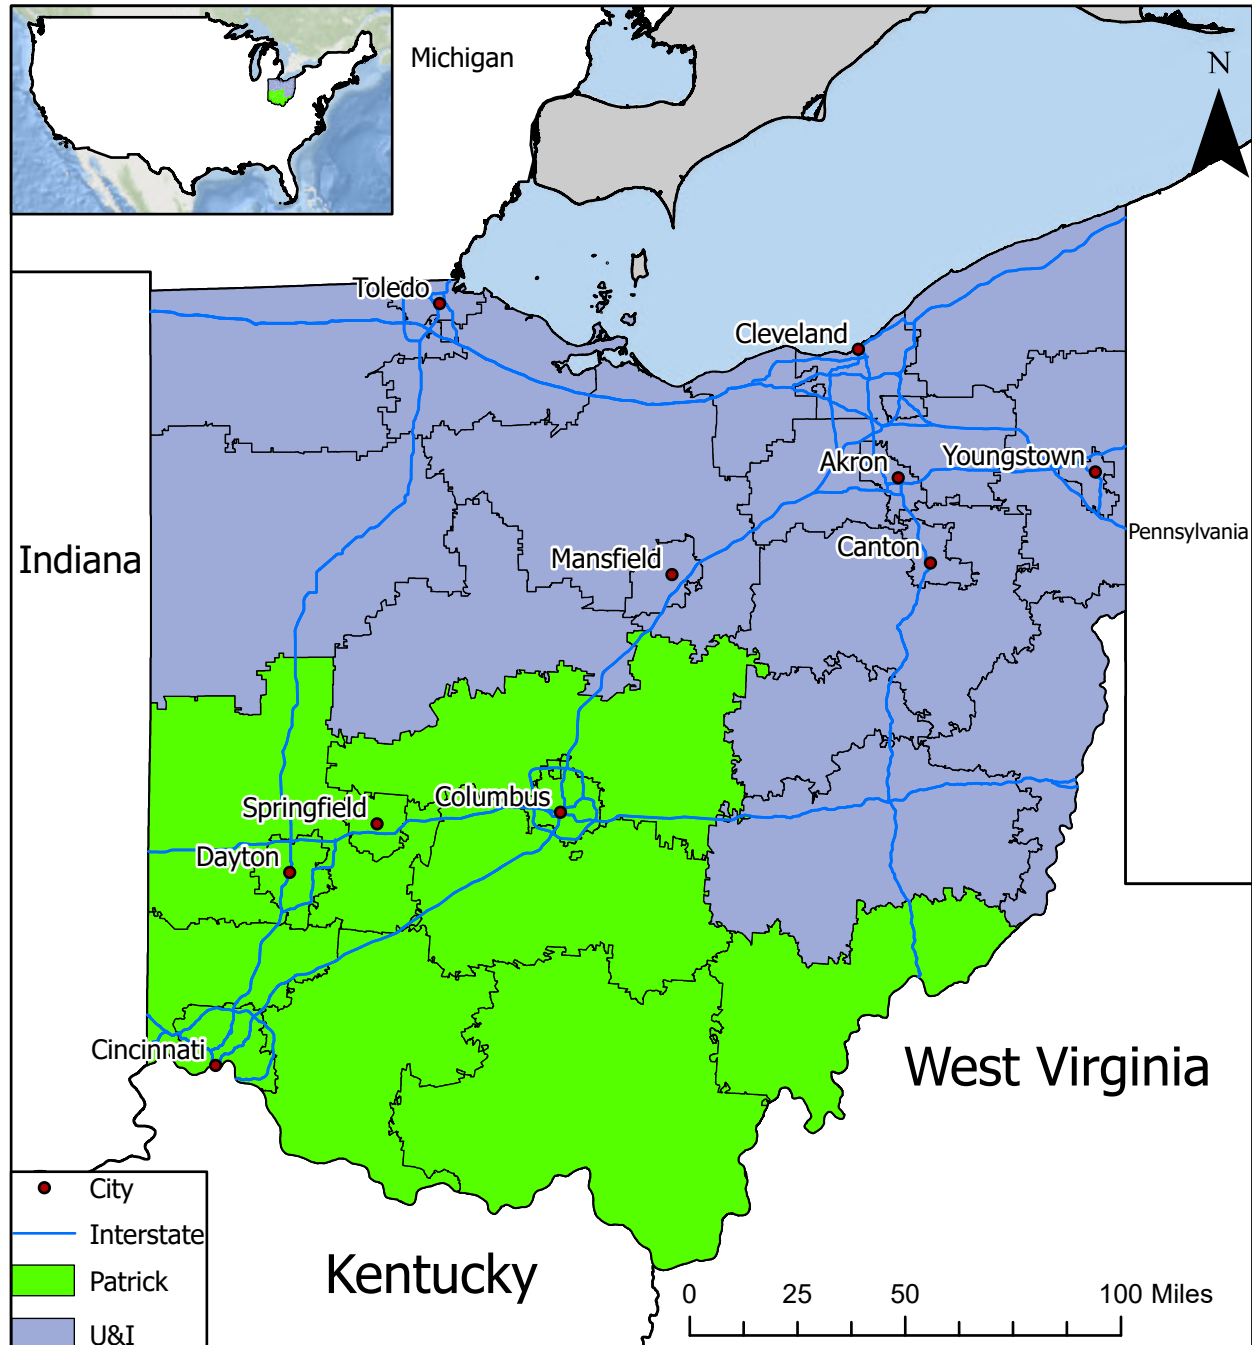 Michigan
N
Toledo
Cleveland
Akron
Youngstown
Pennsylvania
Indiana
Mansfield
Canton
Springfield
Columbus
Dayton
Cincinnati
West Virginia
City
Interstate
Kentucky
Patrick
0 25 50 100 Miles
U&I